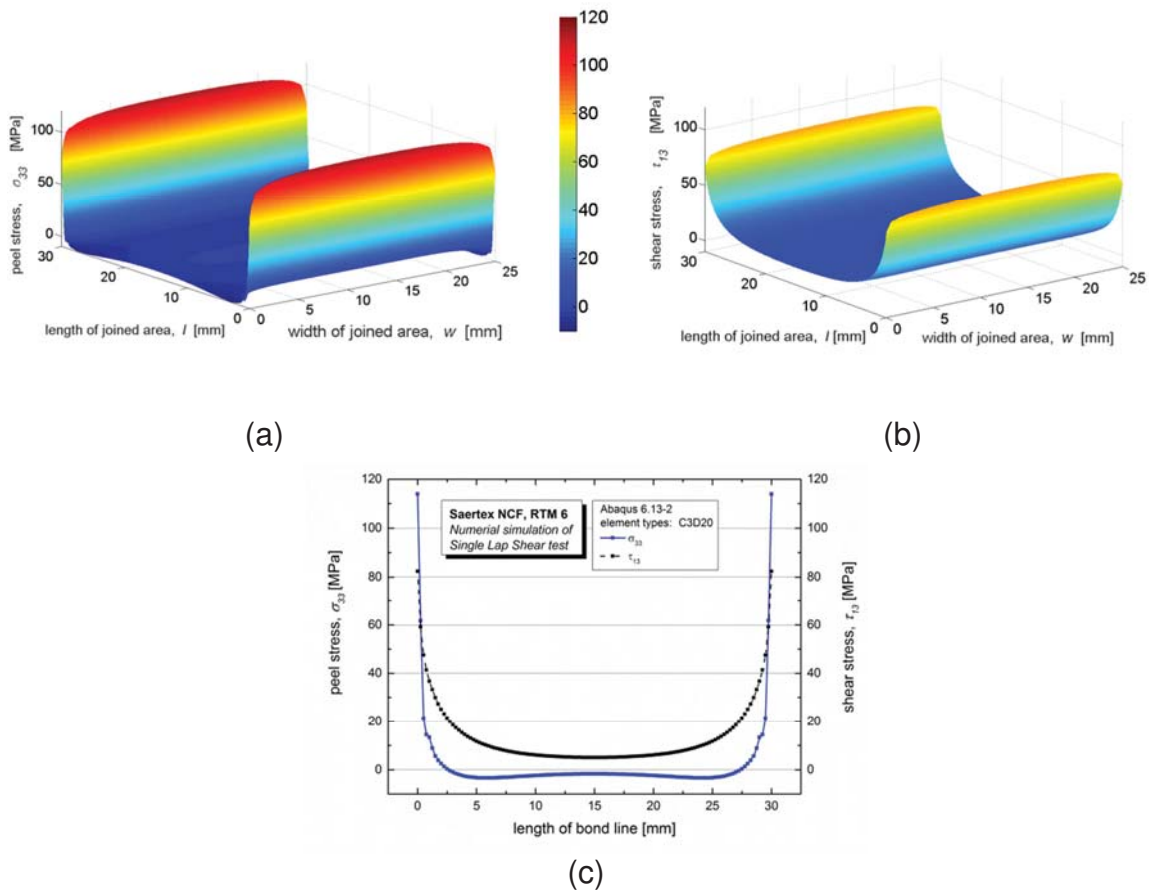 120
100
80
60
40
20
0
peel stress, σ33 [MPa]
100
50
0
30
20
10
0
length of joined area, l [mm]
0
5
10
15
20
25
width of joined area, w [mm]
shear stress, τ13 [MPa]
100
50
0
30
20
10
0
length of joined area, l [mm]
0
5
10
15
20
25
width of joined area, w [mm]
(a)
(b)
120
100
80
60
40
20
0
peel stress, σ33 [MPa]
Saertex NCF, RTM 6
Numerial simulation of
Single Lap Shear test
Abaqus 6.13-2
element types: C3D20
σ33
τ13
120
100
80
60
40
20
0
shear stress, τ13 [MPa]
0 5 10 15 20 25 30
length of bond line [mm]
(c)